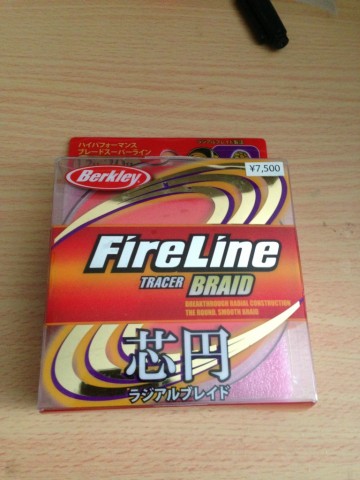 ハイパフォーマンス
ブレードスーパーライン
¥7,500
Berkley
FireLine
TRACER BRAID
BREAKTHROUGH RADIAL CONSTRUCTION
THE ROUND, SMOOTH BRAID
芯円
ラジアルブレイド